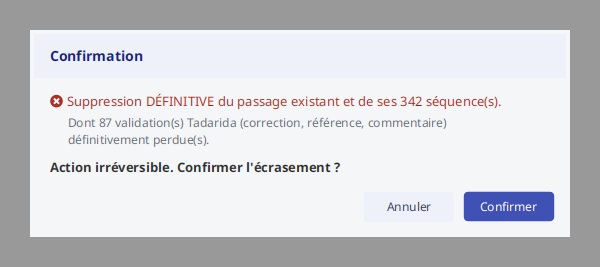 Confirmation
Suppression DÉFINITIVE du passage existant et de ses 342 séquence(s).
Dont 87 validation(s) Tadarida (correction, référence, commentaire)
définitivement perdue(s).
Action irréversible. Confirmer l'écrasement ?
Annuler
Confirmer